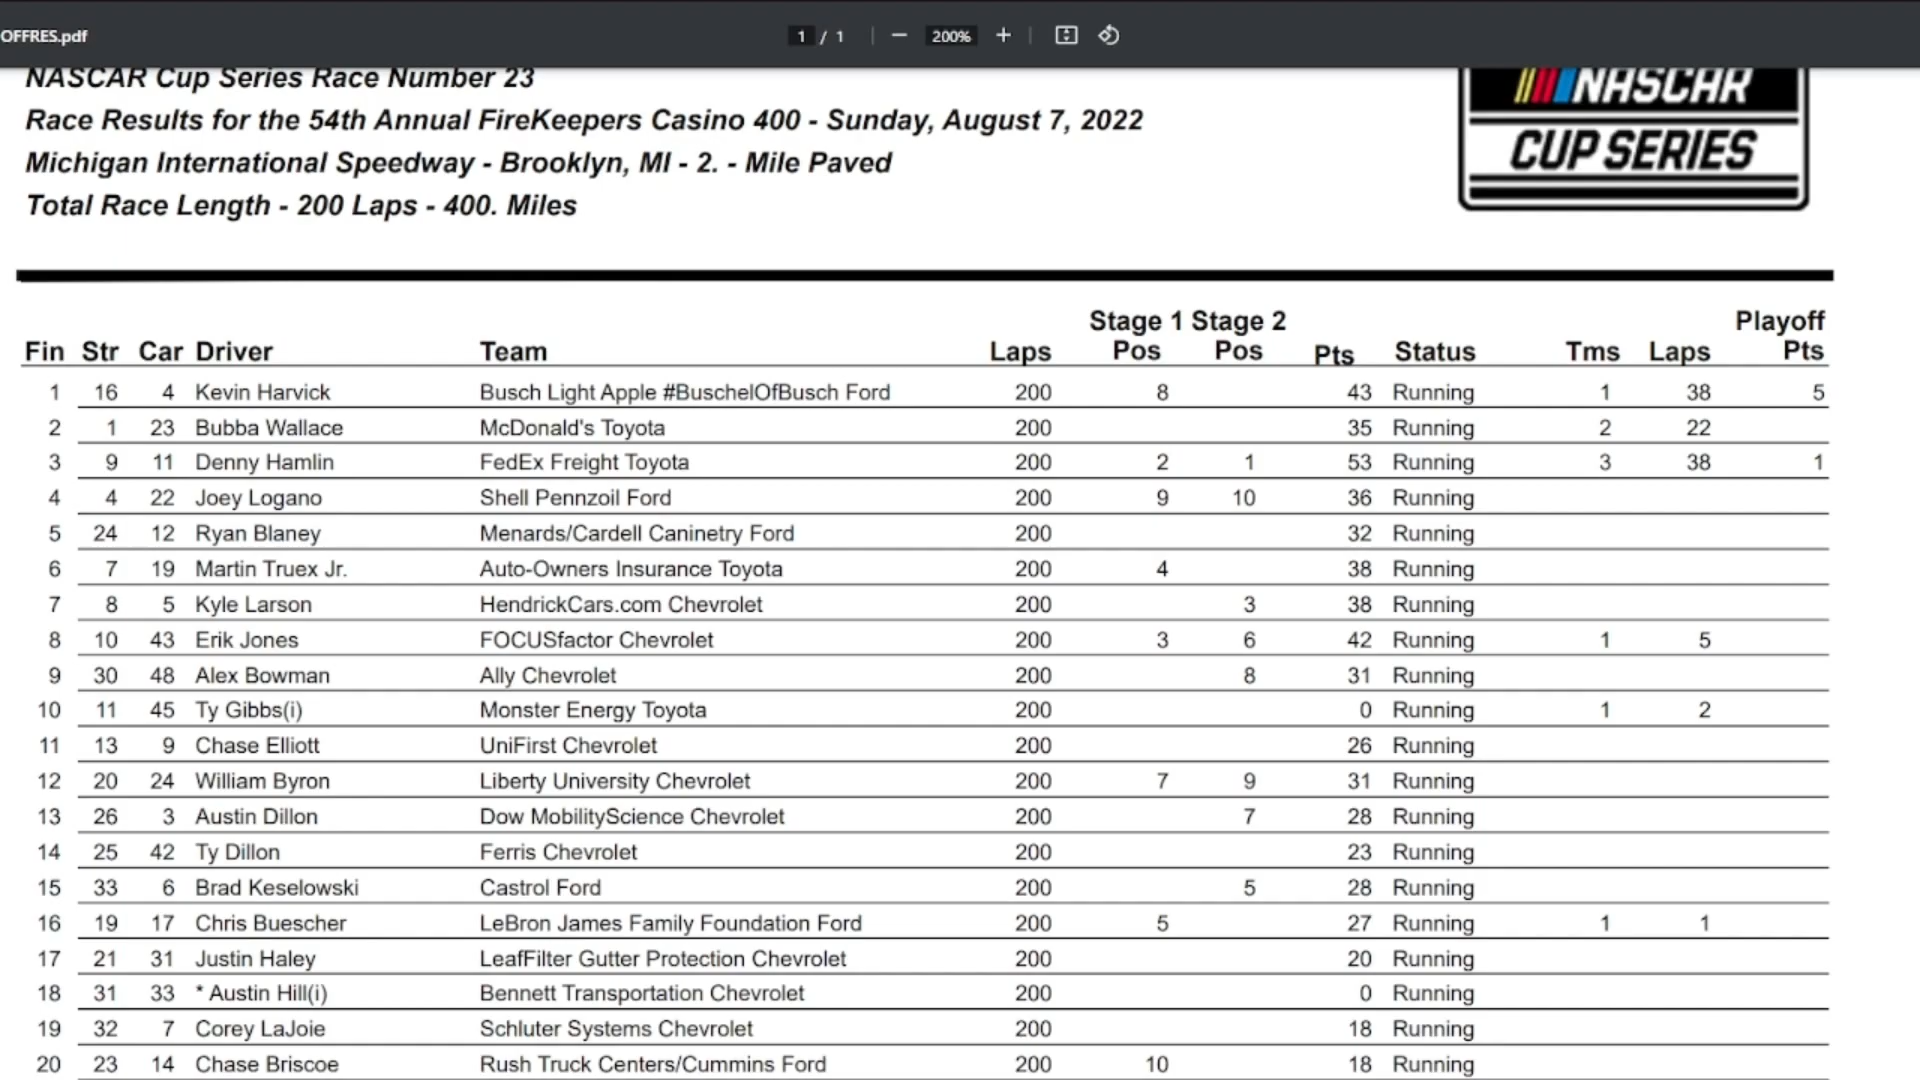 OFFRES.pdf
1 / 1
200%
NASCAR Cup Series Race Number 23
Race Results for the 54th Annual FireKeepers Casino 400 - Sunday, August 7, 2022
Michigan International Speedway - Brooklyn, MI - 2. - Mile Paved
Total Race Length - 200 Laps - 400. Miles
NASCAR
CUP SERIES
Stage 1 Stage 2 Playoff
Fin Str Car Driver Team Laps Pos Pos Pts Status Tms Laps Pts
1 16 4 Kevin Harvick Busch Light Apple #BuschelOfBusch Ford 200 8 43 Running 1 38 5
2 1 23 Bubba Wallace McDonald's Toyota 200 35 Running 2 22
3 9 11 Denny Hamlin FedEx Freight Toyota 200 2 1 53 Running 3 38 1
4 4 22 Joey Logano Shell Pennzoil Ford 200 9 10 36 Running
5 24 12 Ryan Blaney Menards/Cardell Caninetry Ford 200 32 Running
6 7 19 Martin Truex Jr. Auto-Owners Insurance Toyota 200 4 38 Running
7 8 5 Kyle Larson HendrickCars.com Chevrolet 200 3 38 Running
8 10 43 Erik Jones FOCUSfactor Chevrolet 200 3 6 42 Running 1 5
9 30 48 Alex Bowman Ally Chevrolet 200 8 31 Running
10 11 45 Ty Gibbs(i) Monster Energy Toyota 200 0 Running 1 2
11 13 9 Chase Elliott UniFirst Chevrolet 200 26 Running
12 20 24 William Byron Liberty University Chevrolet 200 7 9 31 Running
13 26 3 Austin Dillon Dow MobilityScience Chevrolet 200 7 28 Running
14 25 42 Ty Dillon Ferris Chevrolet 200 23 Running
15 33 6 Brad Keselowski Castrol Ford 200 5 28 Running
16 19 17 Chris Buescher LeBron James Family Foundation Ford 200 5 27 Running 1 1
17 21 31 Justin Haley LeafFilter Gutter Protection Chevrolet 200 20 Running
18 31 33 * Austin Hill(i) Bennett Transportation Chevrolet 200 0 Running
19 32 7 Corey LaJoie Schluter Systems Chevrolet 200 18 Running
20 23 14 Chase Briscoe Rush Truck Centers/Cummins Ford 200 10 18 Running